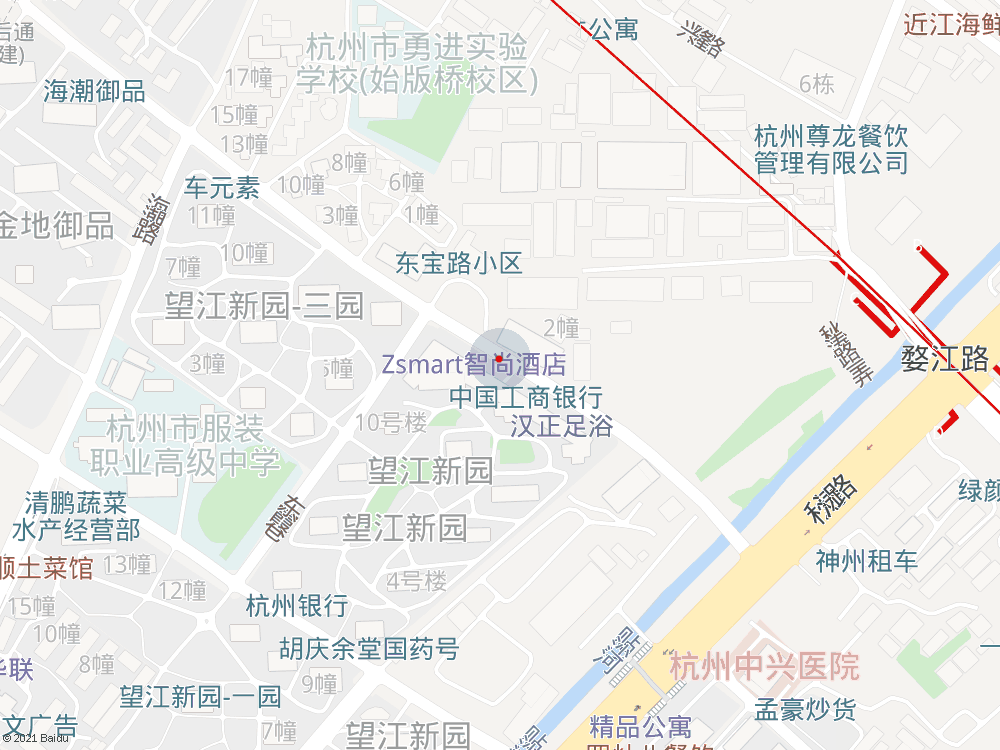 公寓
兴隆路
近江海鲜
后通
建)
杭州市勇进实验
学校(始版桥校区)
17幢
海潮御品
6栋
15幢
13幢
杭州尊龙餐饮
管理有限公司
8幢
6幢
车元素
10幢
11幢
3幢
1幢
海潮路
金地御品
10幢
7幢
东宝路小区
望江新园-三园
2幢
婺江路
3幢
5幢
Zsmart智尚酒店
中国工商银行
汉正足浴
10号楼
杭州市服装
职业高级中学
望江新园
清鹏蔬菜
水产经营部
秋涛路
绿颜
望江新园
顺土菜馆
13幢
神州租车
12幢
4号楼
15幢
杭州银行
10幢
胡庆余堂国药号
8幢
杭州中兴医院
华联
9幢
望江新园-一园
孟豪炒货
文广告
7幢
望江新园
精品公寓
© 2021 Baidu